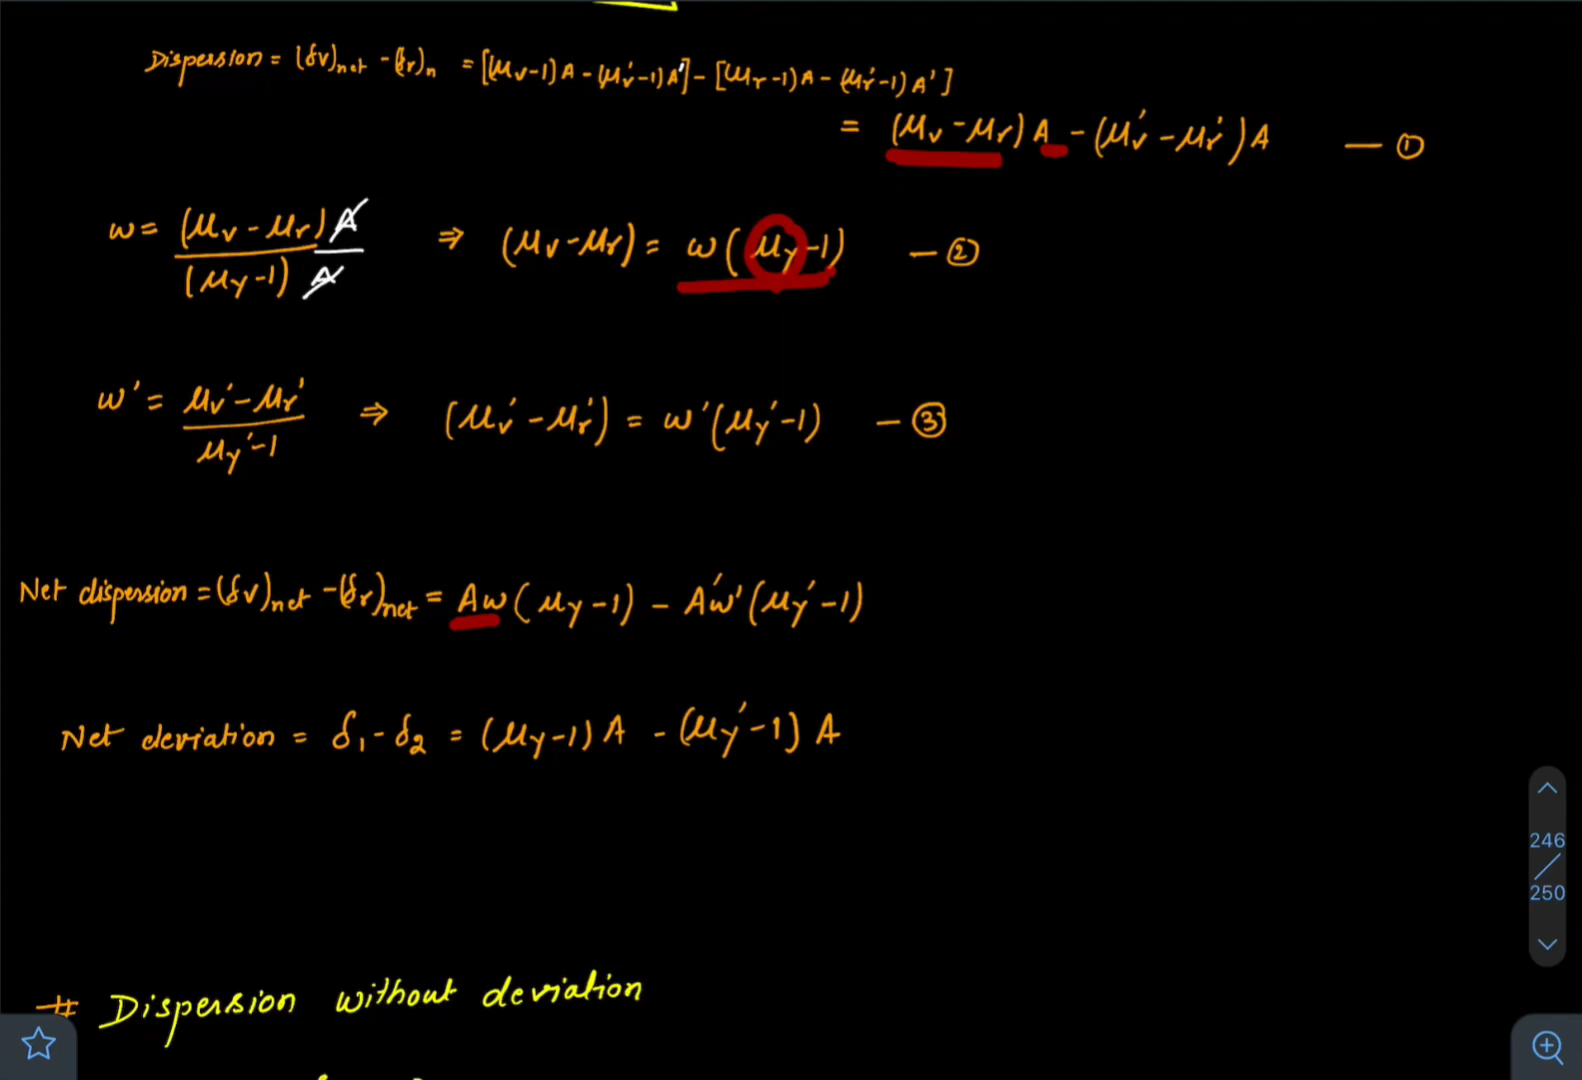 Dispersion = (δv)net - (δr)n = [(μv-1)A - (μv'-1)A'] - [(μr-1)A - (μr'-1)A']
= (μv - μr)A - (μv' - μr')A — ①
w = (μv - μr)A / (μy-1)A ⇒ (μv-μr) = w(μy-1) — ②
w' = μv' - μr' / μy'-1 ⇒ (μv' - μr') = w'(μy'-1) — ③
Net dispersion = (δv)net - (δr)net = Aw(μy-1) - A'w'(μy'-1)
Net deviation = δ1 - δ2 = (μy-1)A - (μy'-1)A
246
250
# Dispersion without deviation